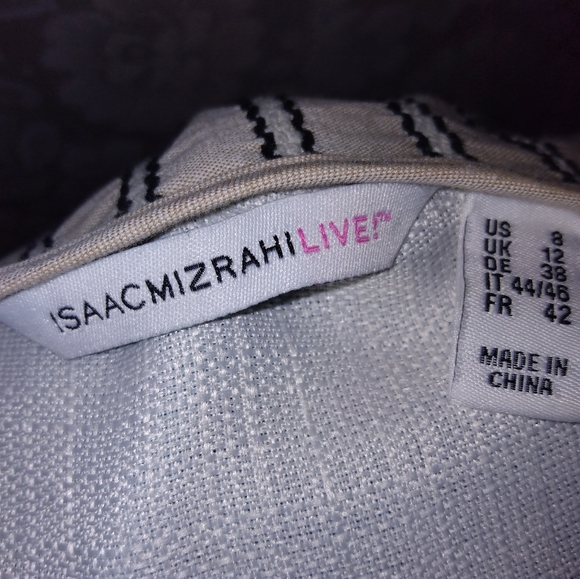 ISAACMIZRAHILIVE!™
US 8
UK 12
DE 38
IT 44/46
FR 42
MADE IN
CHINA